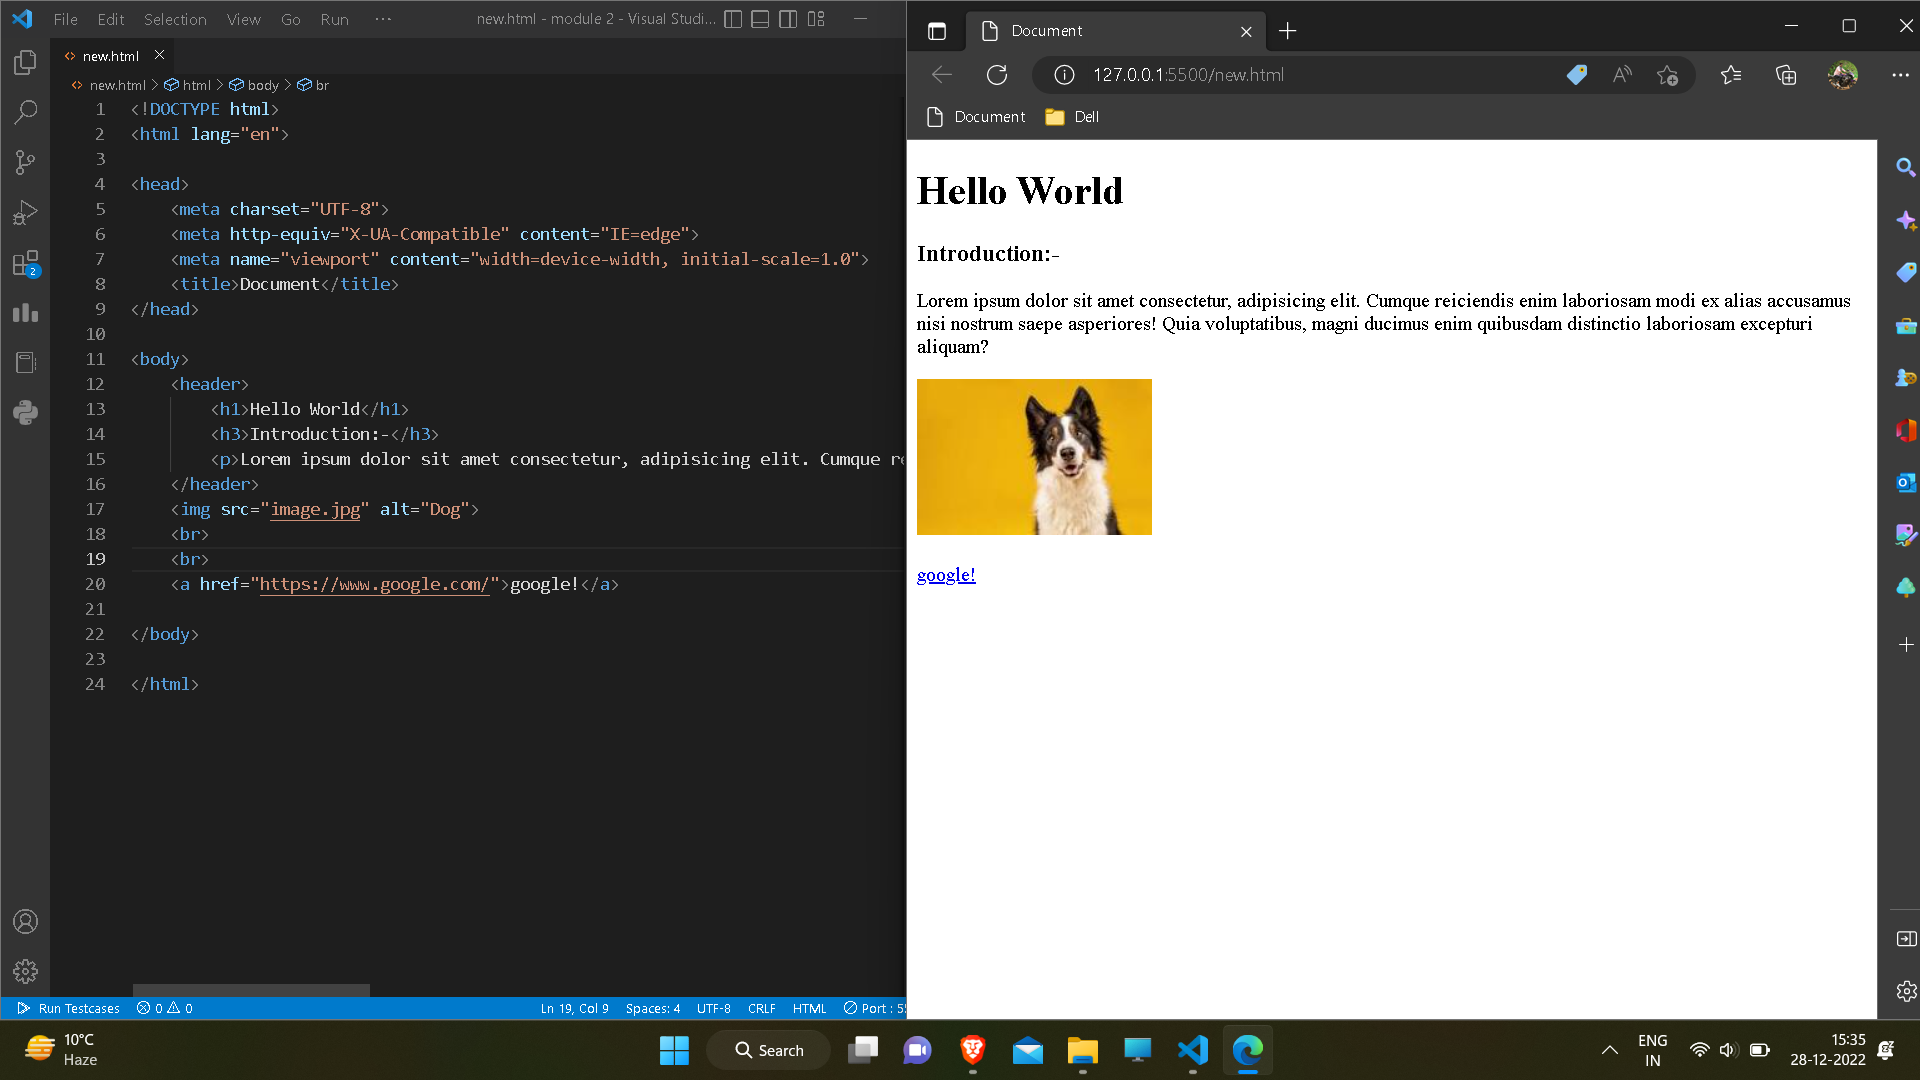 File Edit Selection View Go Run ··· new.html - module 2 - Visual Studi...
new.html
new.html > html > body > br
1 <!DOCTYPE html>
2 <html lang="en">
3
4 <head>
5 <meta charset="UTF-8">
6 <meta http-equiv="X-UA-Compatible" content="IE=edge">
7 <meta name="viewport" content="width=device-width, initial-scale=1.0">
8 <title>Document</title>
9 </head>
10
11 <body>
12 <header>
13 <h1>Hello World</h1>
14 <h3>Introduction:-</h3>
15 <p>Lorem ipsum dolor sit amet consectetur, adipisicing elit. Cumque re
16 </header>
17 <img src="image.jpg" alt="Dog">
18 <br>
19 <br>
20 <a href="https://www.google.com/">google!</a>
21
22 </body>
23
24 </html>
2
Run Testcases 0 0 Ln 19, Col 9 Spaces: 4 UTF-8 CRLF HTML Port : 55
Document
127.0.0.1:5500/new.html
Document Dell
Hello World
Introduction:-
Lorem ipsum dolor sit amet consectetur, adipisicing elit. Cumque reiciendis enim laboriosam modi ex alias accusamus
nisi nostrum saepe asperiores! Quia voluptatibus, magni ducimus enim quibusdam distinctio laboriosam excepturi
aliquam?
google!
10°C
Haze
Search
ENG
IN
15:35
28-12-2022